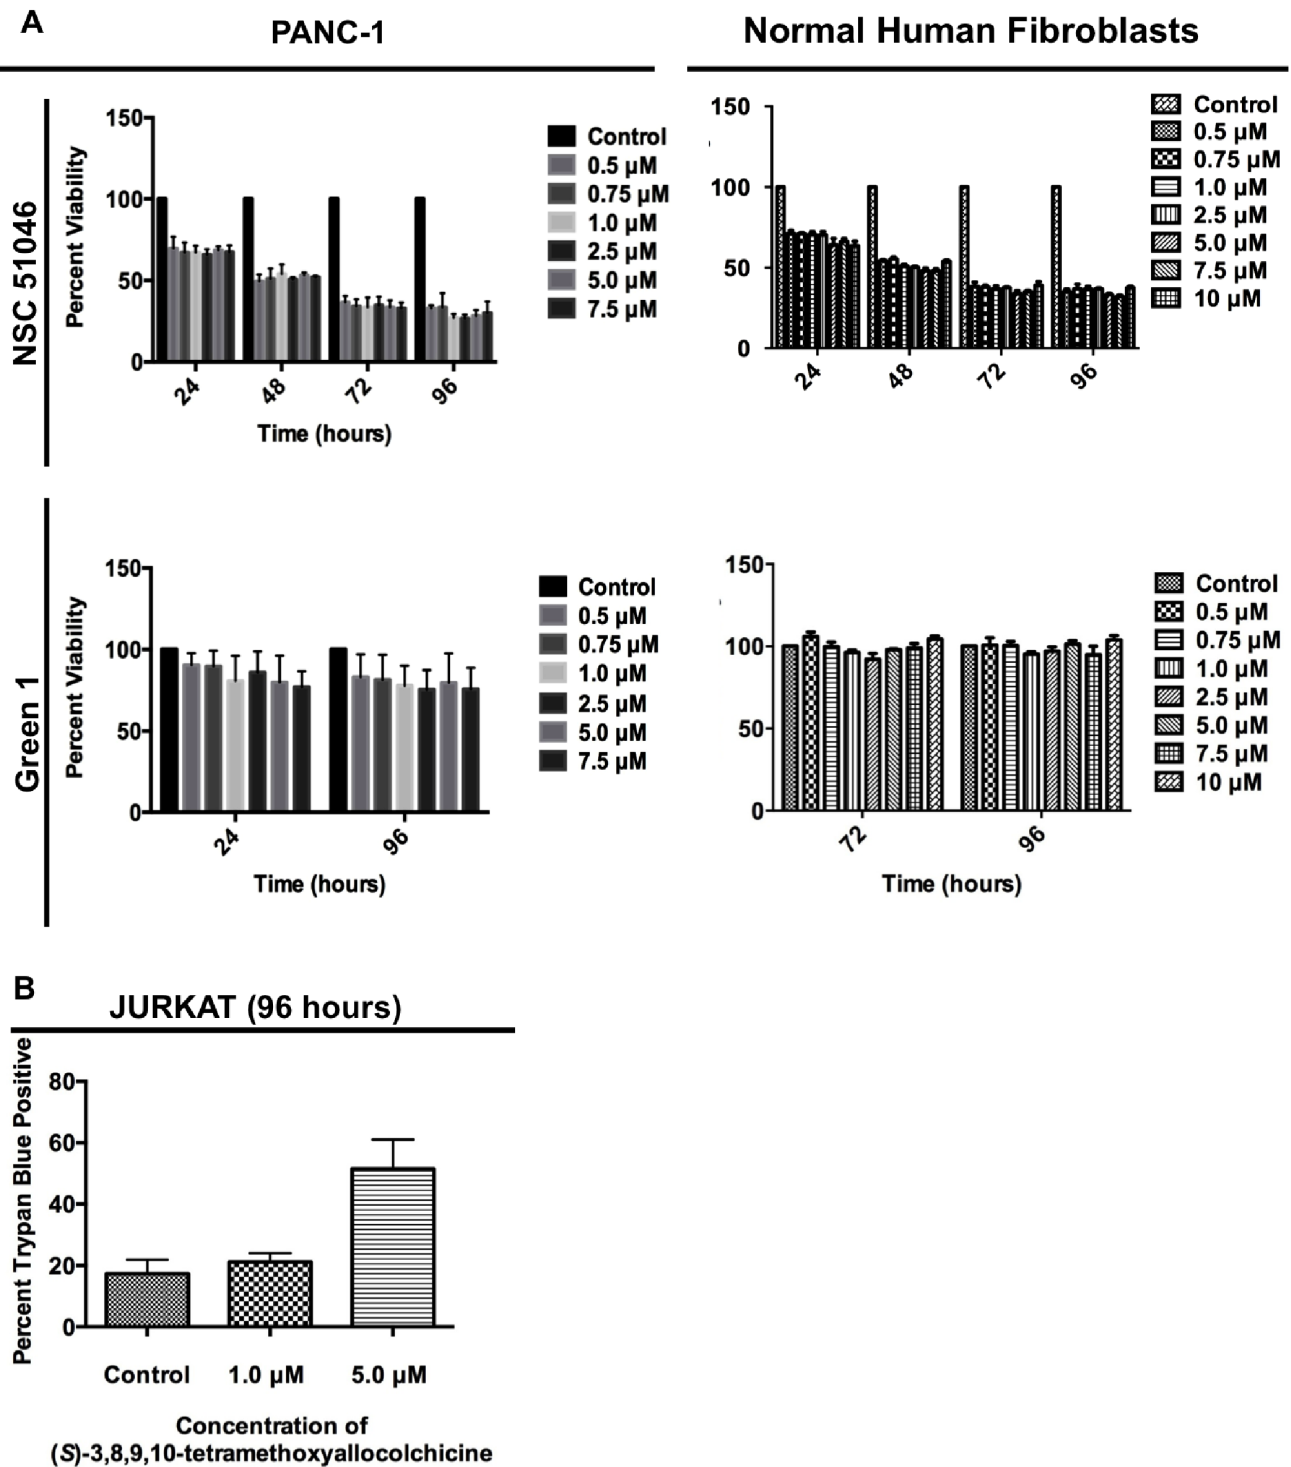 A
PANC-1
Normal Human Fibroblasts
NSC 51046
Percent Viability
150
100
50
0
24
48
72
96
Time (hours)
Control
0.5 µM
0.75 µM
1.0 µM
2.5 µM
5.0 µM
7.5 µM
150
100
50
0
24
48
72
96
Control
0.5 µM
0.75 µM
1.0 µM
2.5 µM
5.0 µM
7.5 µM
10 µM
Green 1
Percent Viability
150
100
50
0
24
96
Time (hours)
Control
0.5 µM
0.75 µM
1.0 µM
2.5 µM
5.0 µM
7.5 µM
150
100
50
0
72
96
Time (hours)
Control
0.5 µM
0.75 µM
1.0 µM
2.5 µM
5.0 µM
7.5 µM
10 µM
B
JURKAT (96 hours)
Percent Trypan Blue Positive
80
60
40
20
0
Control 1.0 µM 5.0 µM
Concentration of
(S)-3,8,9,10-tetramethoxyallocolchicine